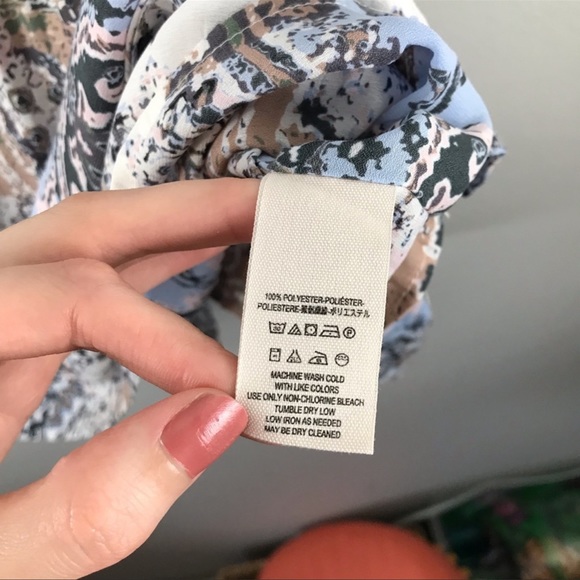 100% POLYESTER-POLIÉSTER-
POLIESTERE-ポリエステル
MACHINE WASH COLD
WITH LIKE COLORS
USE ONLY NON-CHLORINE BLEACH
TUMBLE DRY LOW
LOW IRON AS NEEDED
MAY BE DRY CLEANED